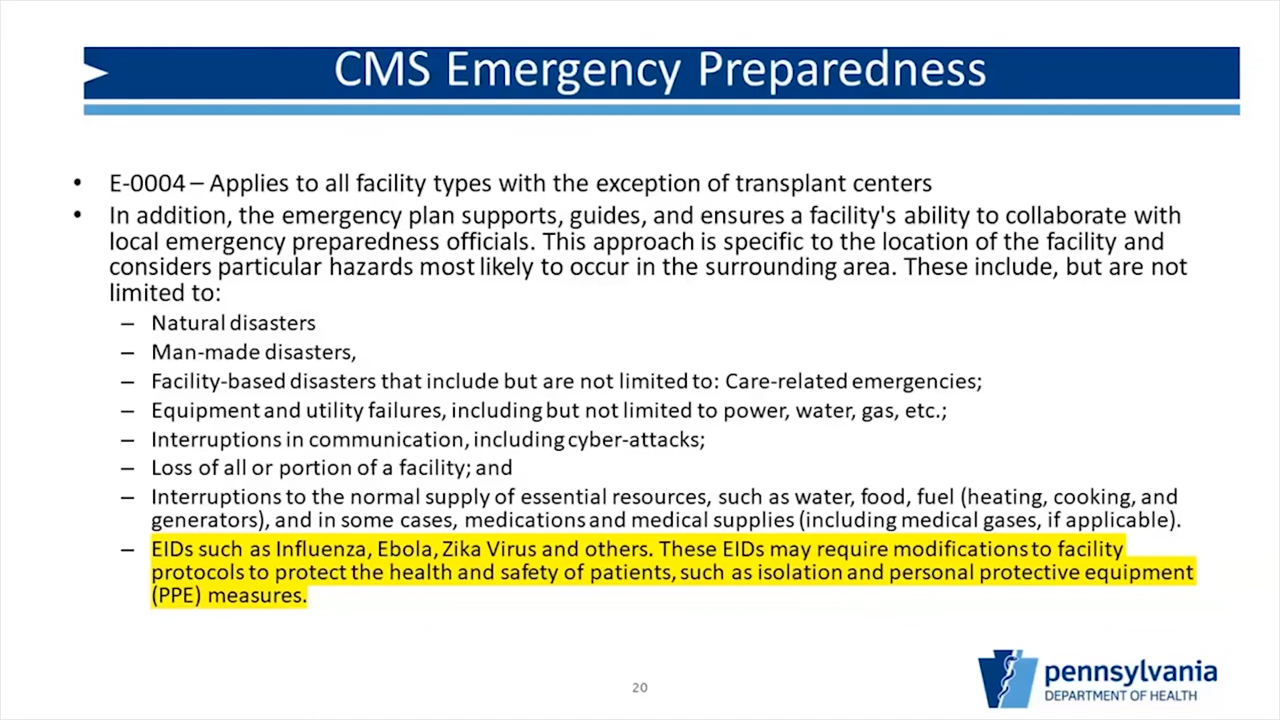 CMS Emergency Preparedness
• E-0004 – Applies to all facility types with the exception of transplant centers
• In addition, the emergency plan supports, guides, and ensures a facility's ability to collaborate with
local emergency preparedness officials. This approach is specific to the location of the facility and
considers particular hazards most likely to occur in the surrounding area. These include, but are not
limited to:
– Natural disasters
– Man-made disasters,
– Facility-based disasters that include but are not limited to: Care-related emergencies;
– Equipment and utility failures, including but not limited to power, water, gas, etc.;
– Interruptions in communication, including cyber-attacks;
– Loss of all or portion of a facility; and
– Interruptions to the normal supply of essential resources, such as water, food, fuel (heating, cooking, and
generators), and in some cases, medications and medical supplies (including medical gases, if applicable).
– EIDs such as Influenza, Ebola, Zika Virus and others. These EIDs may require modifications to facility
protocols to protect the health and safety of patients, such as isolation and personal protective equipment
(PPE) measures.
20
pennsylvania
DEPARTMENT OF HEALTH